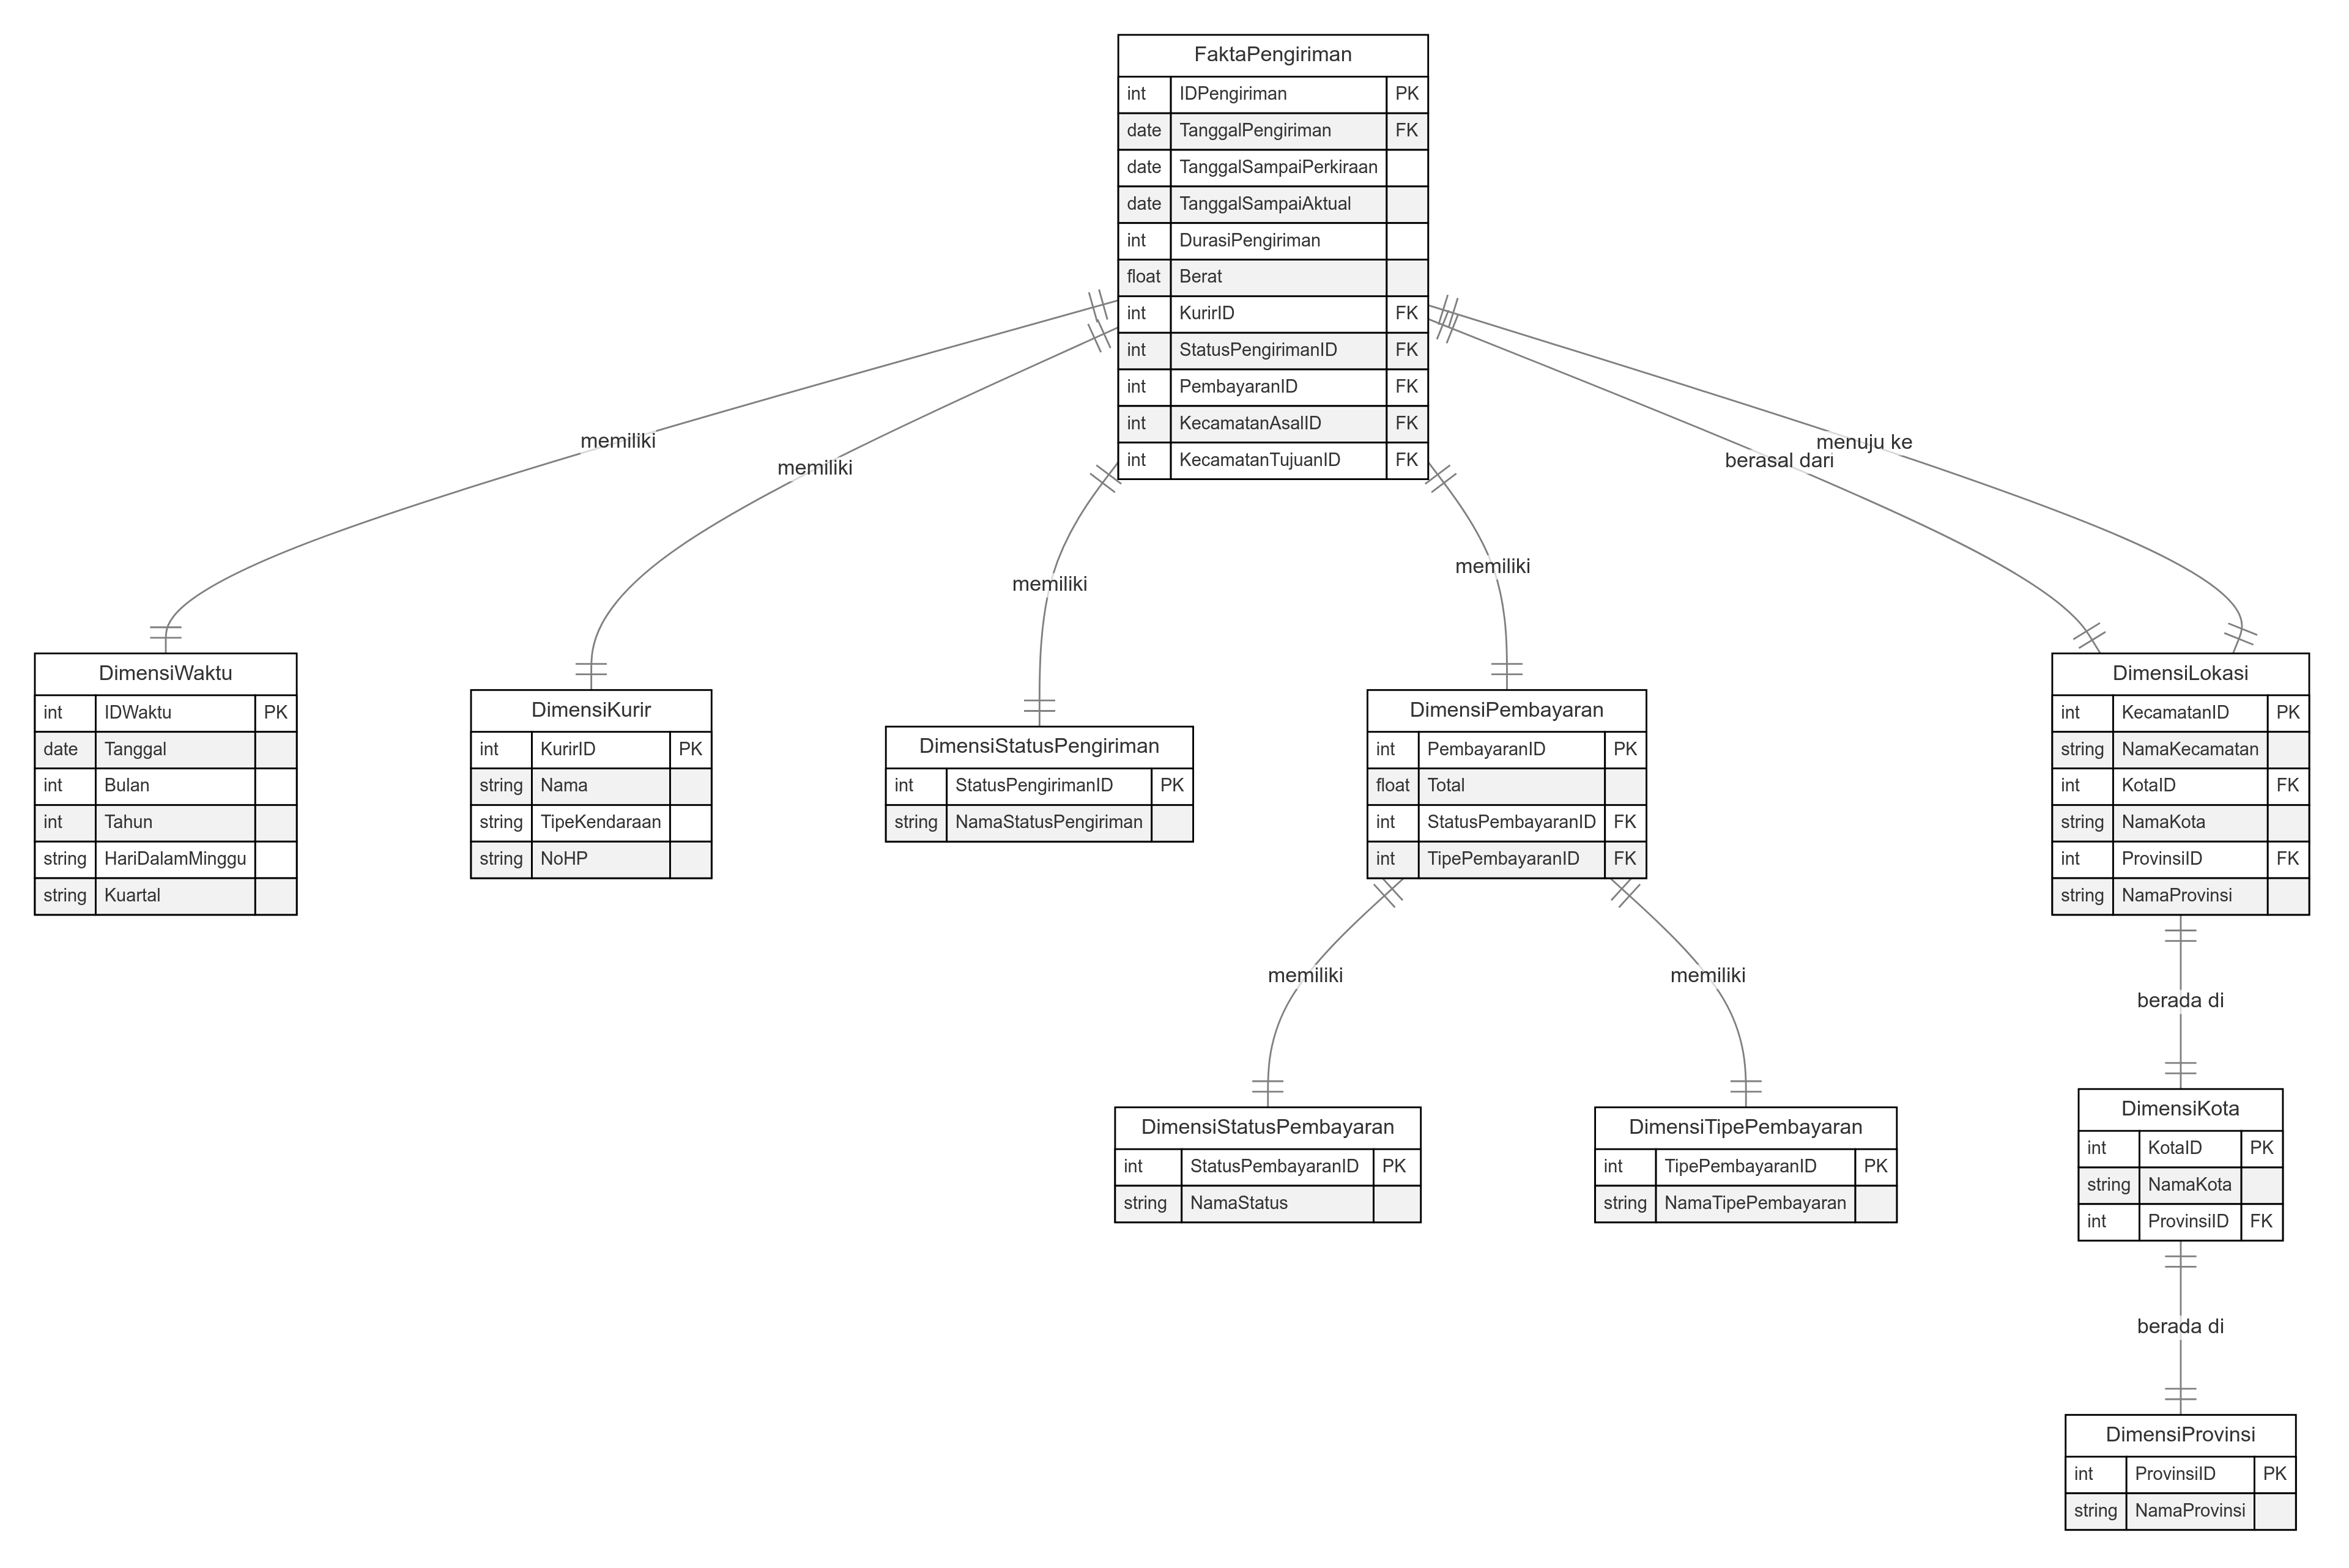 FaktaPengiriman
int IDPengiriman PK
date TanggalPengiriman FK
date TanggalSampaiPerkiraan
date TanggalSampaiAktual
int DurasiPengiriman
float Berat
int KurirID FK
int StatusPengirimanID FK
int PembayaranID FK
int KecamatanAsalID FK
int KecamatanTujuanID FK
memiliki
memiliki
memiliki
memiliki
berasal dari
menuju ke
DimensiWaktu
int IDWaktu PK
date Tanggal
int Bulan
int Tahun
string HariDalamMinggu
string Kuartal
DimensiKurir
int KurirID PK
string Nama
string TipeKendaraan
string NoHP
DimensiStatusPengiriman
int StatusPengirimanID PK
string NamaStatusPengiriman
DimensiPembayaran
int PembayaranID PK
float Total
int StatusPembayaranID FK
int TipePembayaranID FK
DimensiLokasi
int KecamatanID PK
string NamaKecamatan
int KotaID FK
string NamaKota
int ProvinsiID FK
string NamaProvinsi
memiliki
memiliki
berada di
DimensiStatusPembayaran
int StatusPembayaranID PK
string NamaStatus
DimensiTipePembayaran
int TipePembayaranID PK
string NamaTipePembayaran
DimensiKota
int KotaID PK
string NamaKota
int ProvinsiID FK
berada di
DimensiProvinsi
int ProvinsiID PK
string NamaProvinsi